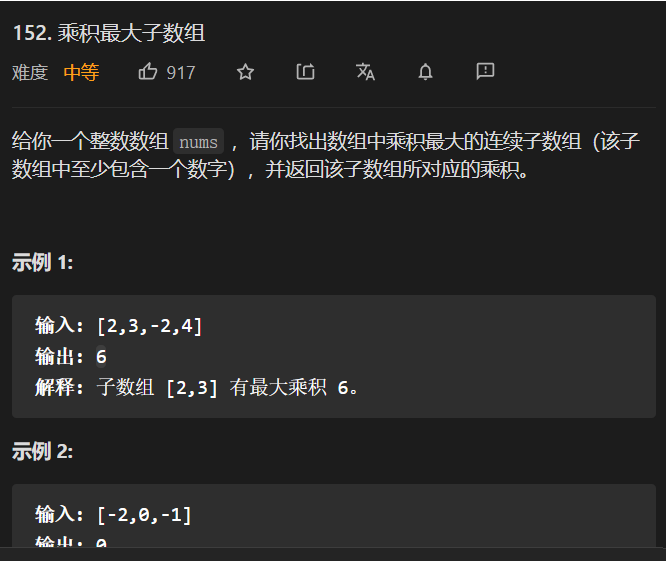 152. 乘积最大子数组
难度 中等 917
给你一个整数数组 nums ，请你找出数组中乘积最大的连续子数组（该子
数组中至少包含一个数字），并返回该子数组所对应的乘积。
示例 1:
输入: [2,3,-2,4]
输出: 6
解释: 子数组 [2,3] 有最大乘积 6。
示例 2:
输入: [-2,0,-1]
输出: 0